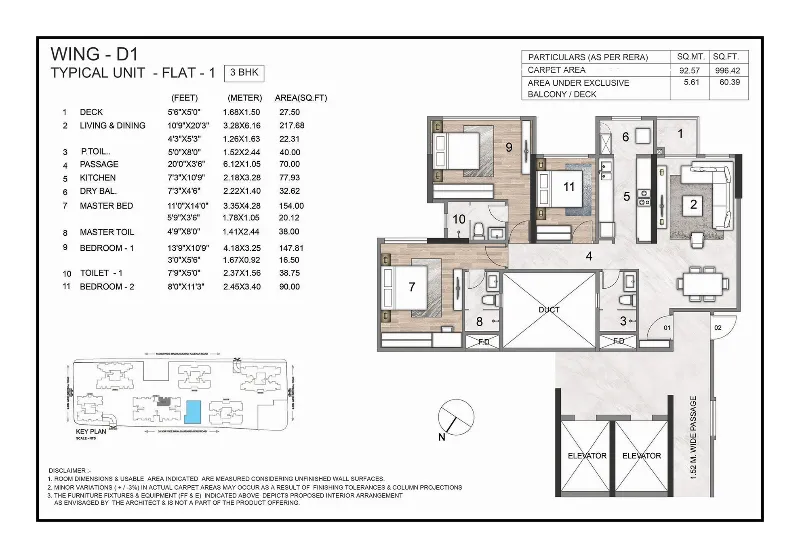 WING - D1
TYPICAL UNIT - FLAT - 1 3 BHK
PARTICULARS (AS PER RERA) SQ.MT. SQ.FT.
CARPET AREA 92.57 996.42
AREA UNDER EXCLUSIVE BALCONY / DECK 5.61 60.39
(FEET) (METER) AREA(SQ.FT)
1 DECK 5'6"X5'0" 1.68X1.50 27.50
2 LIVING & DINING 10'9"X20'3" 3.28X6.16 217.68
4'3"X5'3" 1.26X1.63 22.31
3 P.TOIL.. 5'0"X8'0" 1.52X2.44 40.00
4 PASSAGE 20'0"X3'6" 6.12X1.05 70.00
5 KITCHEN 7'3"X10'9" 2.18X3.28 77.93
6 DRY BAL. 7'3"X4'6" 2.22X1.40 32.62
7 MASTER BED 11'0"X14'0" 3.35X4.28 154.00
5'9"X3'6" 1.78X1.05 20.12
8 MASTER TOIL 4'9"X8'0" 1.41X2.44 38.00
9 BEDROOM - 1 13'9"X10'9" 4.18X3.25 147.81
3'0"X5'6" 1.67X0.92 16.50
10 TOILET - 1 7'9"X5'0" 2.37X1.56 38.75
11 BEDROOM - 2 8'0"X11'3" 2.45X3.40 90.00
9
6
1
11
5
2
10
4
7
8
DUCT
3
F.D
F.D
01
02
ELEVATOR
ELEVATOR
1.52 M. WIDE PASSAGE
N
KEY PLAN
SCALE - NTS
DISCLAIMER :-
1. ROOM DIMENSIONS & USABLE AREA INDICATED ARE MEASURED CONSIDERING UNFINISHED WALL SURFACES.
2. MINOR VARIATIONS ( + / -3%) IN ACTUAL CARPET AREAS MAY OCCUR AS A RESULT OF FINISHING TOLERANCES & COLUMN PROJECTIONS
3. THE FURNITURE FIXTURES & EQUIPMENT (FF & E) INDICATED ABOVE DEPICTS PROPOSED INTERIOR ARRANGEMENT
AS ENVISAGED BY THE ARCHITECT & IS NOT A PART OF THE PRODUCT OFFERING.